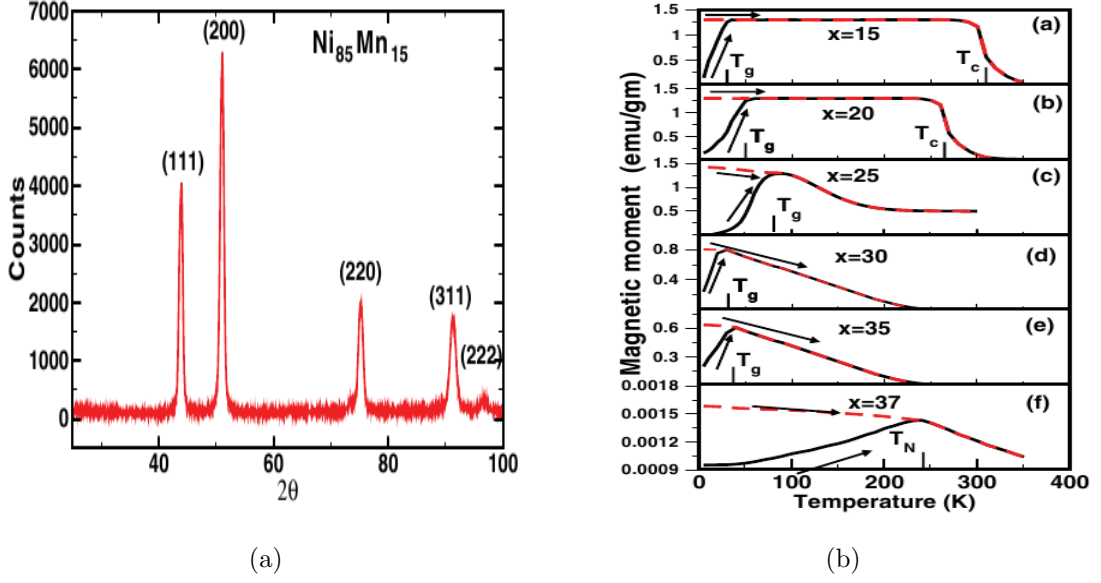 Ni85Mn15
(200)
(111)
(220)
(311)
(222)
7000
6000
5000
4000
3000
2000
1000
0
Counts
40
60
80
100
2θ
(a)
Magnetic moment (emu/gm)
1.5
1
0.5
x=15
Tg
Tc
(a)
1.5
1
0.5
x=20
Tg
Tc
(b)
1.5
1
0.5
x=25
Tg
(c)
0.8
0.4
x=30
Tg
(d)
0.6
0.3
x=35
Tg
(e)
0.0018
0.0015
0.0012
0.0009
x=37
TN
(f)
0
100
200
300
400
Temperature (K)
(b)